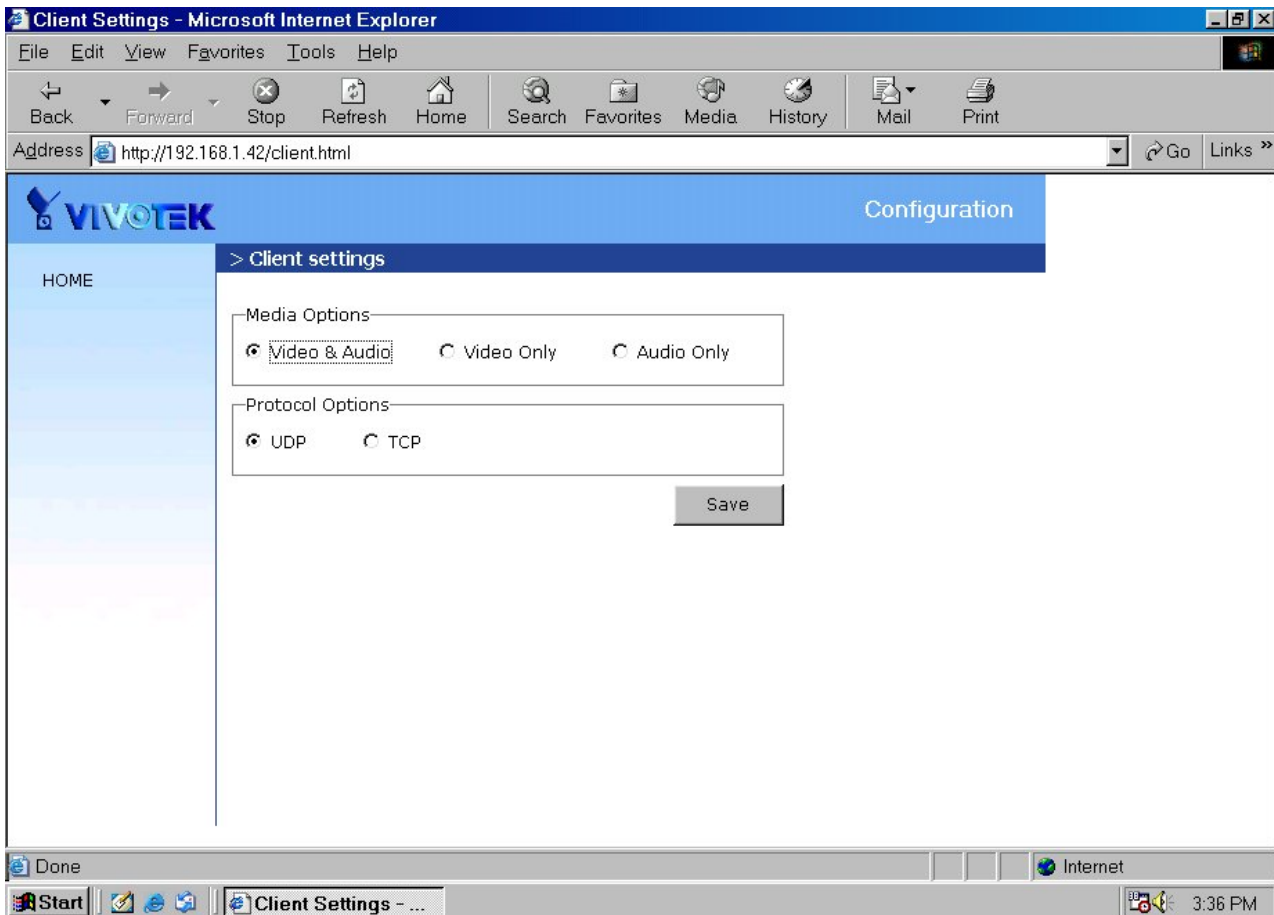 Client Settings - Microsoft Internet Explorer
File Edit View Favorites Tools Help
Back Forward Stop Refresh Home Search Favorites Media History Mail Print
Address http://192.168.1.42/client.html Go Links »
VIVOTEK Configuration
> Client settings
HOME
Media Options
Video & Audio Video Only Audio Only
Protocol Options
UDP TCP
Save
Done Internet
Start Client Settings - ... 3:36 PM